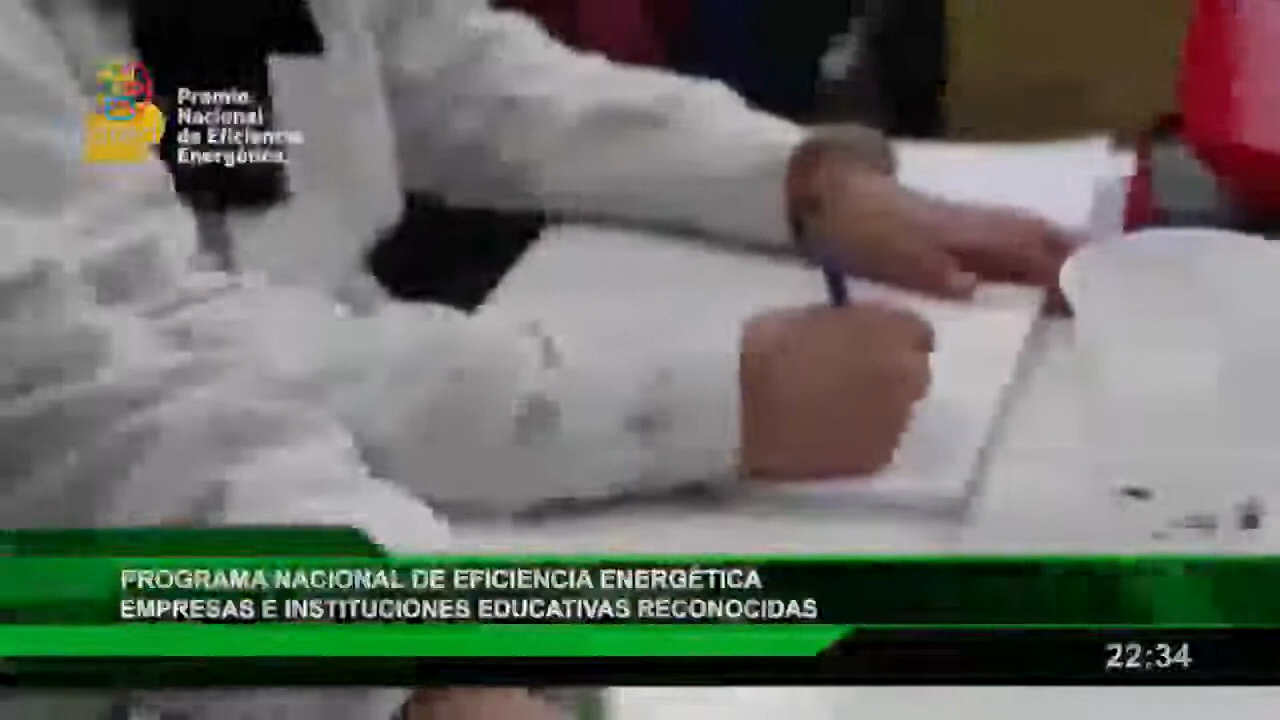 Premio
Nacional
de Eficiencia
Energética
PROGRAMA NACIONAL DE EFICIENCIA ENERGÉTICA
EMPRESAS E INSTITUCIONES EDUCATIVAS RECONOCIDAS
22:34